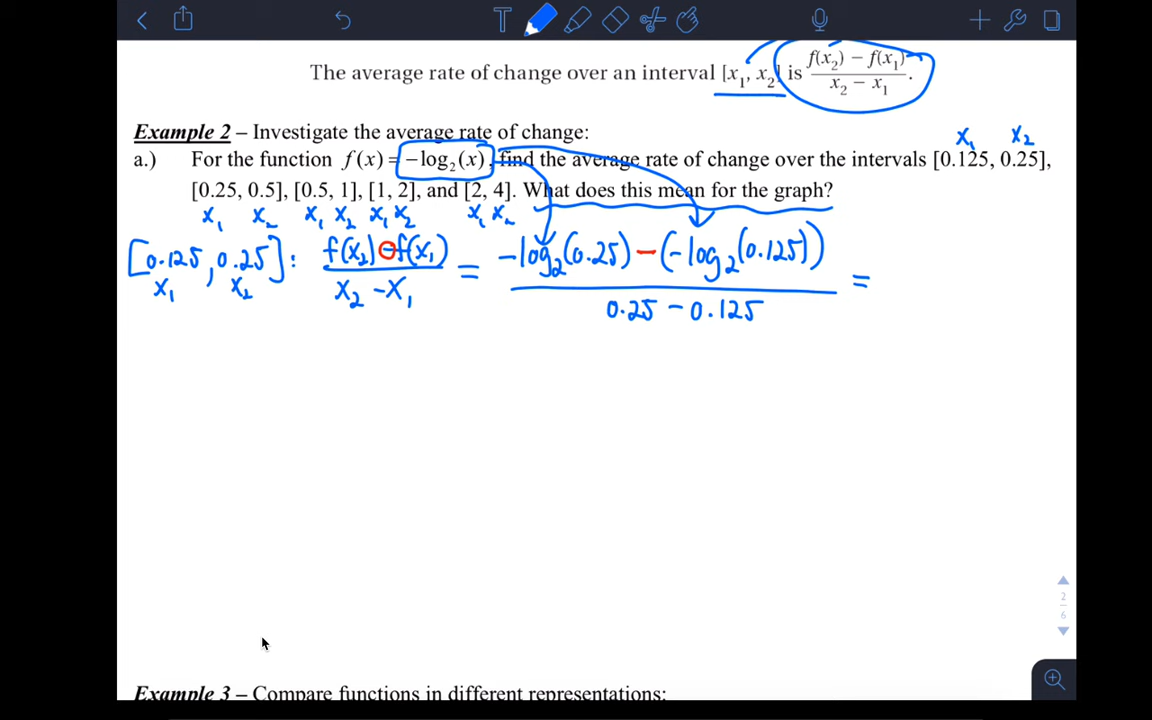 The average rate of change over an interval [x₁, x₂] is f(x₂) − f(x₁) / x₂ − x₁.
Example 2 – Investigate the average rate of change:
x₁ x₂
a.) For the function f(x) = −log₂(x), find the average rate of change over the intervals [0.125, 0.25],
[0.25, 0.5], [0.5, 1], [1, 2], and [2, 4]. What does this mean for the graph?
x₁ x₂ x₁ x₂ x₁ x₂ x₁ x₂
[0.125, 0.25]: f(x₂) − f(x₁) / x₂ − x₁ = −log₂(0.25) − (−log₂(0.125)) / 0.25 − 0.125 =
x₁ x₂
2
6
Example 3 – Compare functions in different representations: